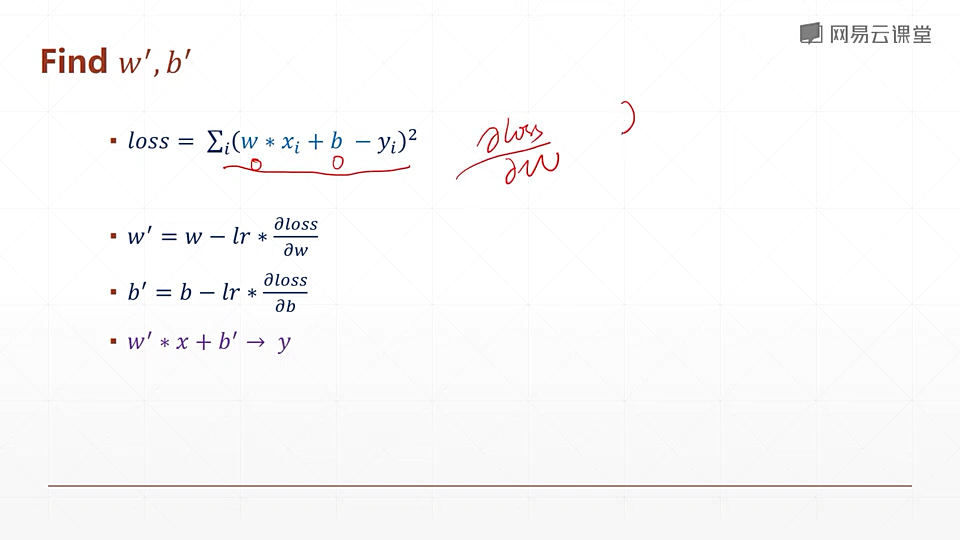 网易云课堂
Find w′, b′
▪ loss = ∑ᵢ(w ∗ xᵢ + b − yᵢ)²
∂loss
∂w
▪ w′ = w − lr ∗ ∂loss/∂w
▪ b′ = b − lr ∗ ∂loss/∂b
▪ w′ ∗ x + b′ → y